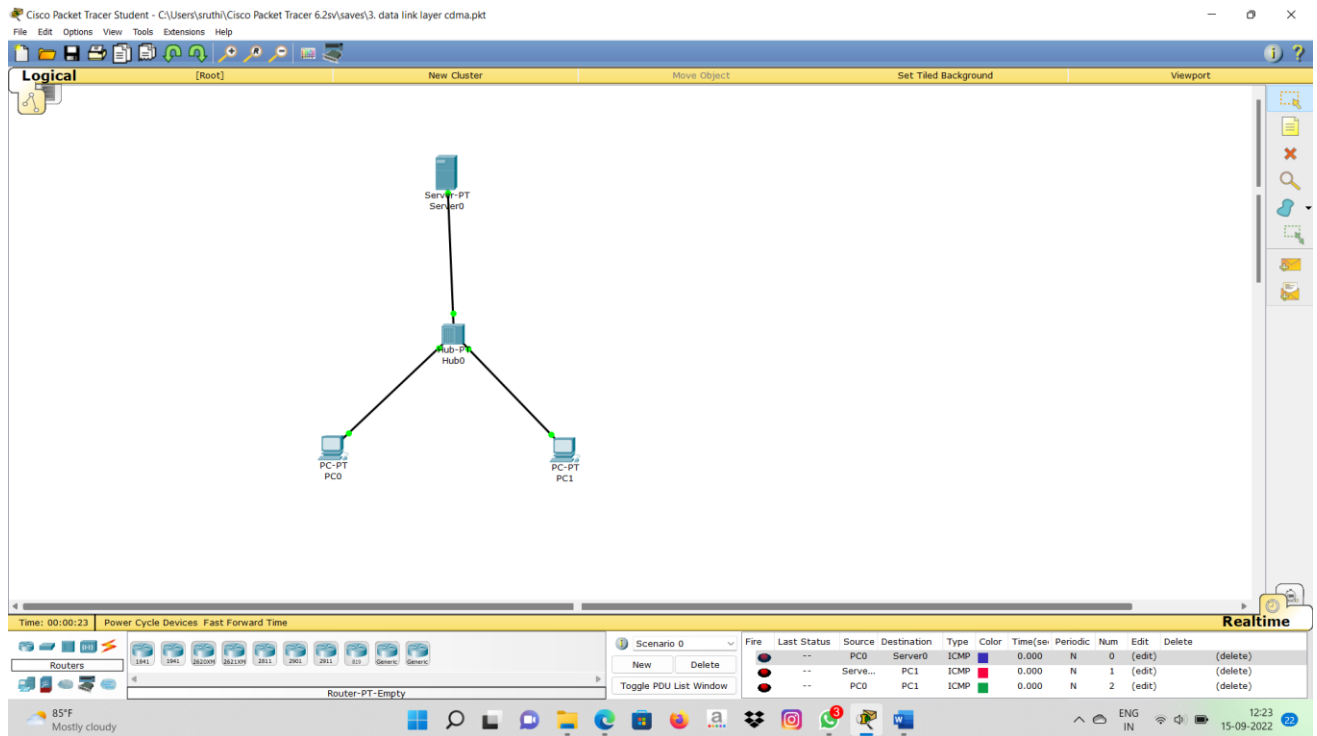 Cisco Packet Tracer Student - C:\Users\sruthi\Cisco Packet Tracer 6.2sv\saves\3. data link layer cdma.pkt
File Edit Options View Tools Extensions Help
Logical [Root] New Cluster Move Object Set Tiled Background Viewport
Server-PT
Server0
Hub-PT
Hub0
PC-PT
PC0
PC-PT
PC1
Time: 00:00:23 Power Cycle Devices Fast Forward Time Realtime
Routers
1841 1941 2620XM 2621XM 2811 2901 2911 819 Generic Generic
Router-PT-Empty
Scenario 0
New Delete
Toggle PDU List Window
Fire Last Status Source Destination Type Color Time(se Periodic Num Edit Delete
-- PC0 Server0 ICMP 0.000 N 0 (edit) (delete)
-- Serve... PC1 ICMP 0.000 N 1 (edit) (delete)
-- PC0 PC1 ICMP 0.000 N 2 (edit) (delete)
85°F
Mostly cloudy
3
ENG
IN
12:23
15-09-2022
22